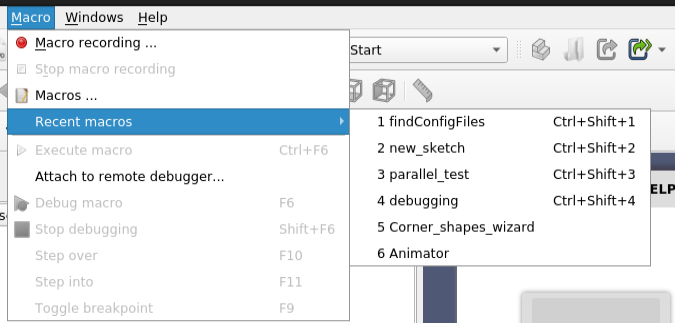 Macro Windows Help
Macro recording ...
Start
Stop macro recording
Macros ...
Recent macros
1 findConfigFiles Ctrl+Shift+1
2 new_sketch Ctrl+Shift+2
3 parallel_test Ctrl+Shift+3
4 debugging Ctrl+Shift+4
5 Corner_shapes_wizard
6 Animator
Execute macro Ctrl+F6
Attach to remote debugger...
Debug macro F6
Stop debugging Shift+F6
Step over F10
Step into F11
Toggle breakpoint F9
ELP